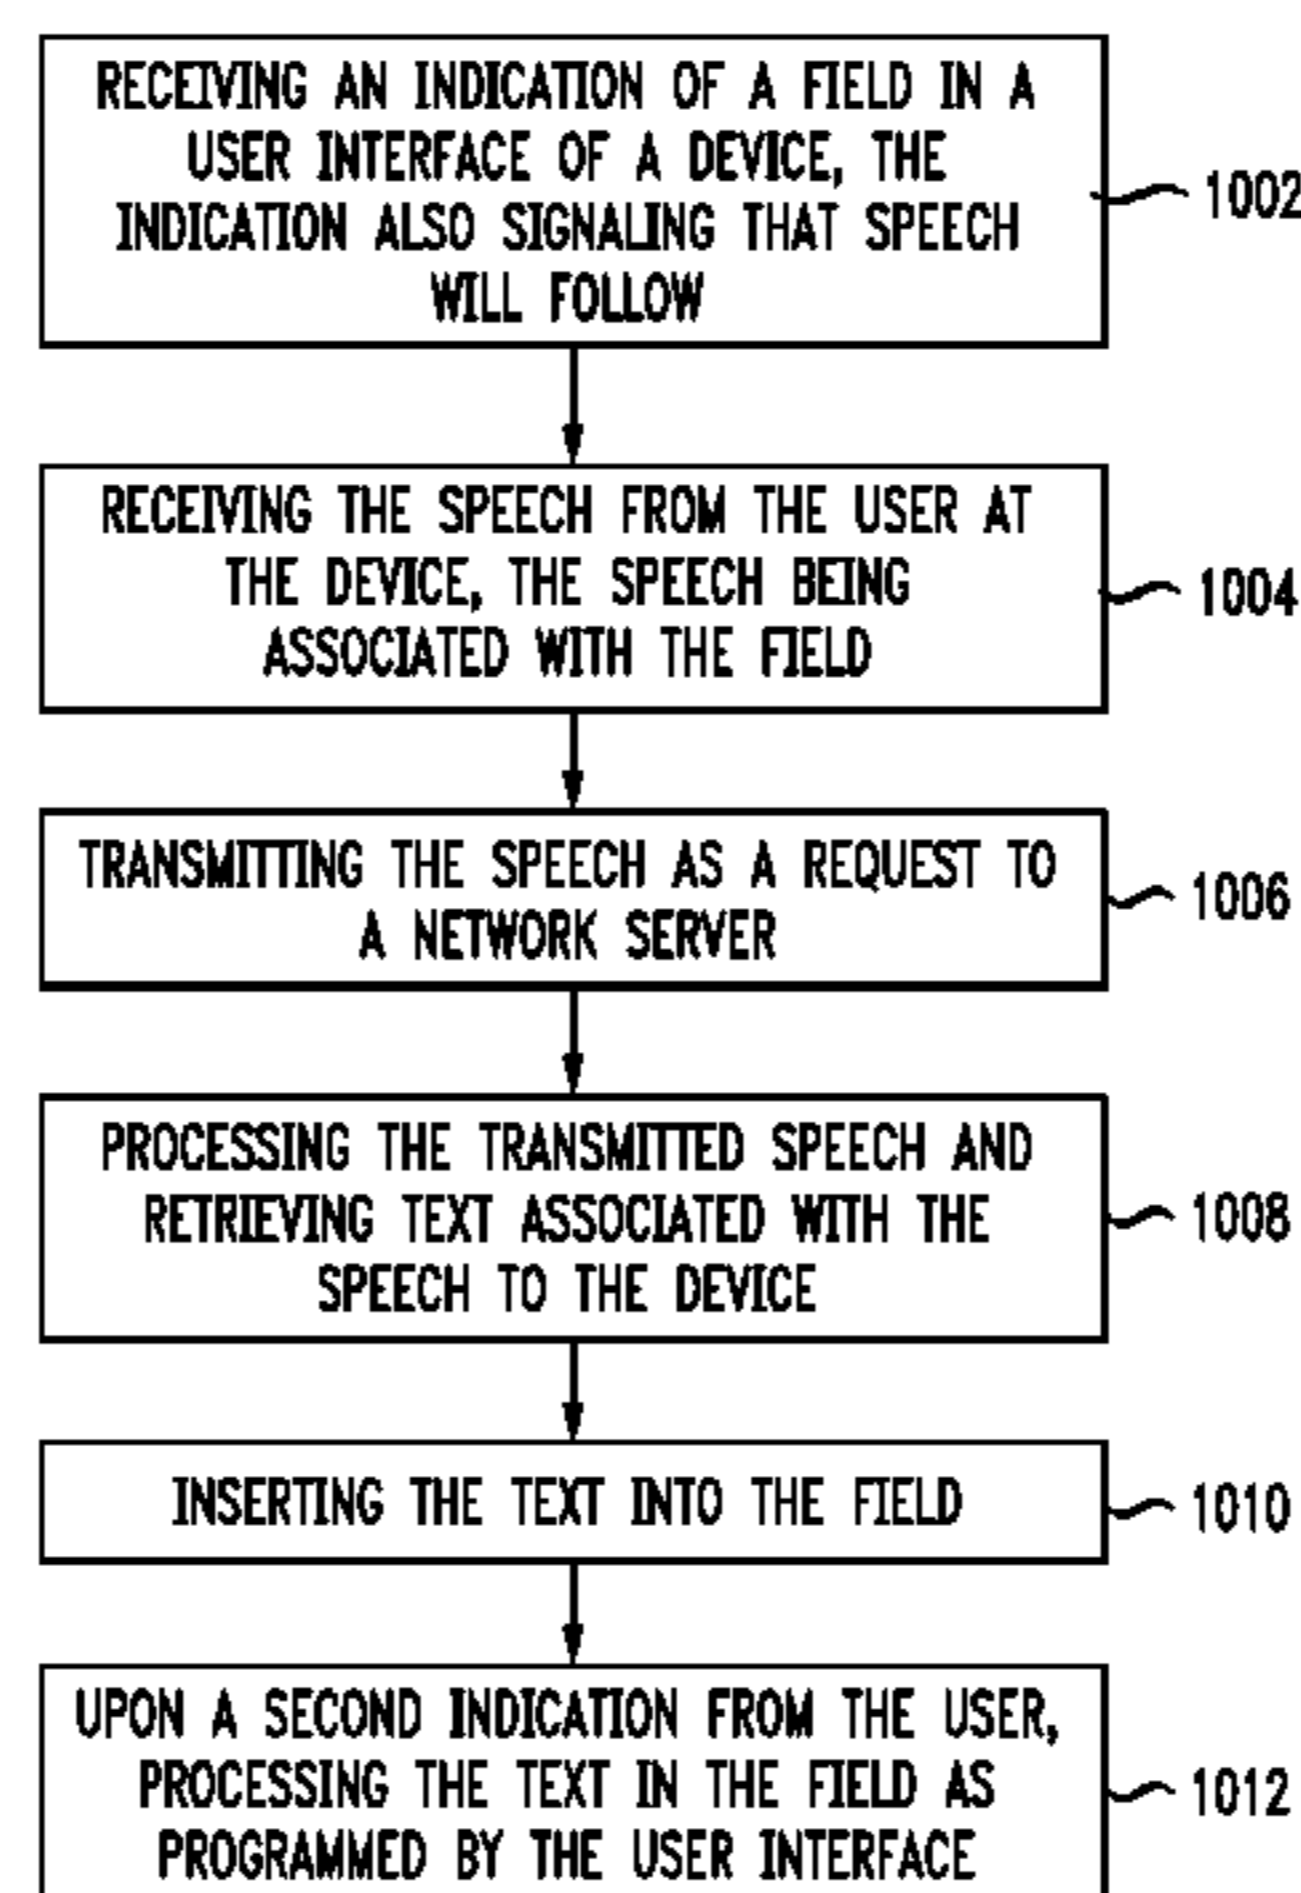 RECEIVING AN INDICATION OF A FIELD IN A
USER INTERFACE OF A DEVICE, THE
INDICATION ALSO SIGNALING THAT SPEECH
WILL FOLLOW
1002
RECEIVING THE SPEECH FROM THE USER AT
THE DEVICE, THE SPEECH BEING
ASSOCIATED WITH THE FIELD
1004
TRANSMITTING THE SPEECH AS A REQUEST TO
A NETWORK SERVER
1006
PROCESSING THE TRANSMITTED SPEECH AND
RETRIEVING TEXT ASSOCIATED WITH THE
SPEECH TO THE DEVICE
1008
INSERTING THE TEXT INTO THE FIELD
1010
UPON A SECOND INDICATION FROM THE USER,
PROCESSING THE TEXT IN THE FIELD AS
PROGRAMMED BY THE USER INTERFACE
1012